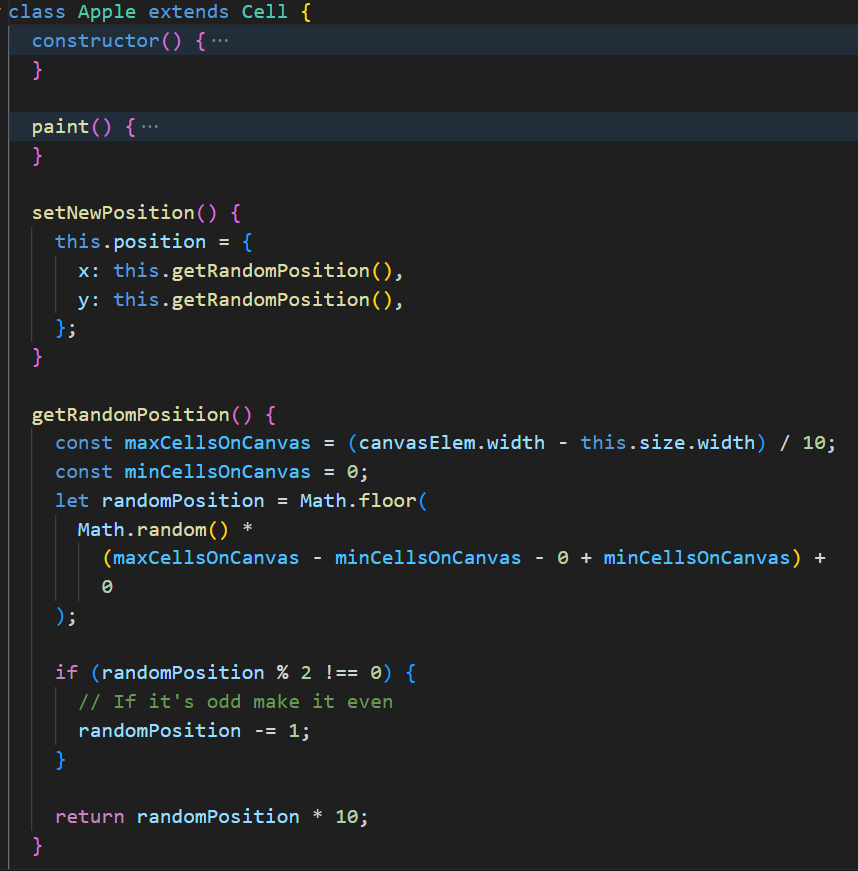 class Apple extends Cell {
constructor() {···
}
paint() {···
}
setNewPosition() {
this.position = {
x: this.getRandomPosition(),
y: this.getRandomPosition(),
};
}
getRandomPosition() {
const maxCellsOnCanvas = (canvasElem.width - this.size.width) / 10;
const minCellsOnCanvas = 0;
let randomPosition = Math.floor(
Math.random() *
(maxCellsOnCanvas - minCellsOnCanvas - 0 + minCellsOnCanvas) +
0
);
if (randomPosition % 2 !== 0) {
// If it's odd make it even
randomPosition -= 1;
}
return randomPosition * 10;
}